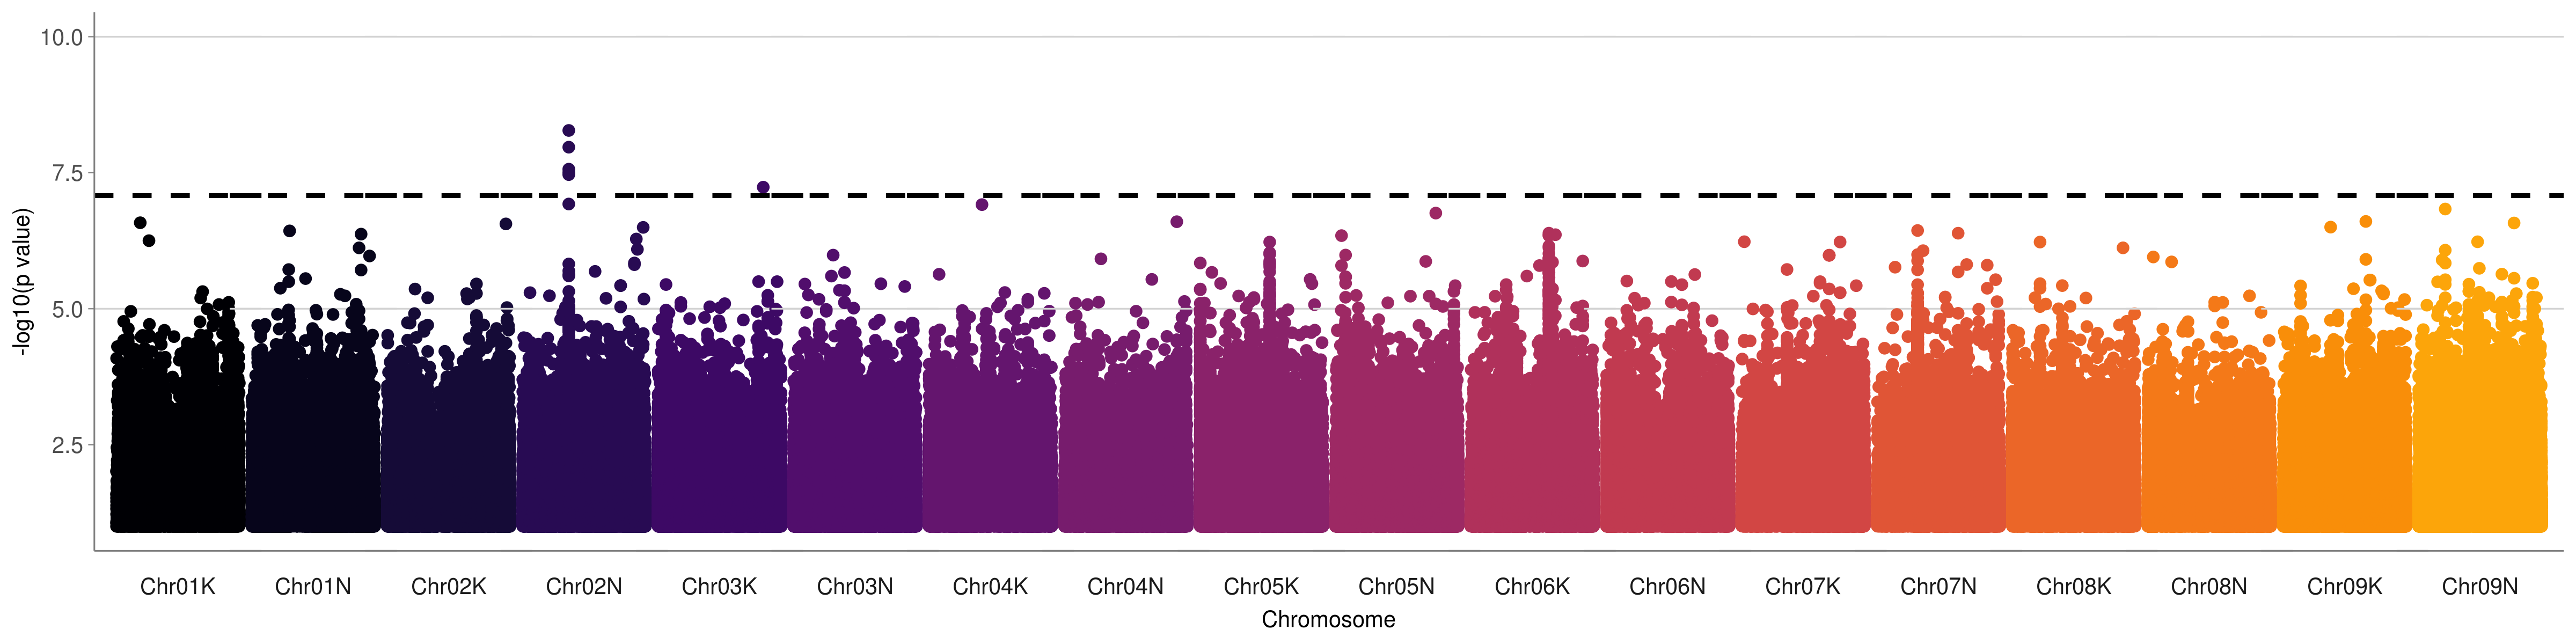 10.0
7.5
5.0
2.5
-log10(p value)
Chr01K Chr01N Chr02K Chr02N Chr03K Chr03N Chr04K Chr04N Chr05K Chr05N Chr06K Chr06N Chr07K Chr07N Chr08K Chr08N Chr09K Chr09N
Chromosome